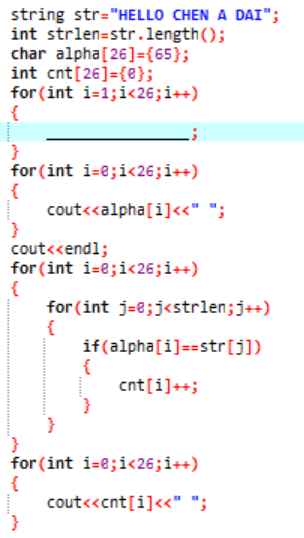 string str="HELLO CHEN A DAI";
int strlen=str.length();
char alpha[26]={65};
int cnt[26]={0};
for(int i=1;i<26;i++)
{
    _______________;
}
for(int i=0;i<26;i++)
{
    cout<<alpha[i]<<" ";
}
cout<<endl;
for(int i=0;i<26;i++)
{
    for(int j=0;j<strlen;j++)
    {
        if(alpha[i]==str[j])
        {
            cnt[i]++;
        }
    }
}
for(int i=0;i<26;i++)
{
    cout<<cnt[i]<<" ";
}